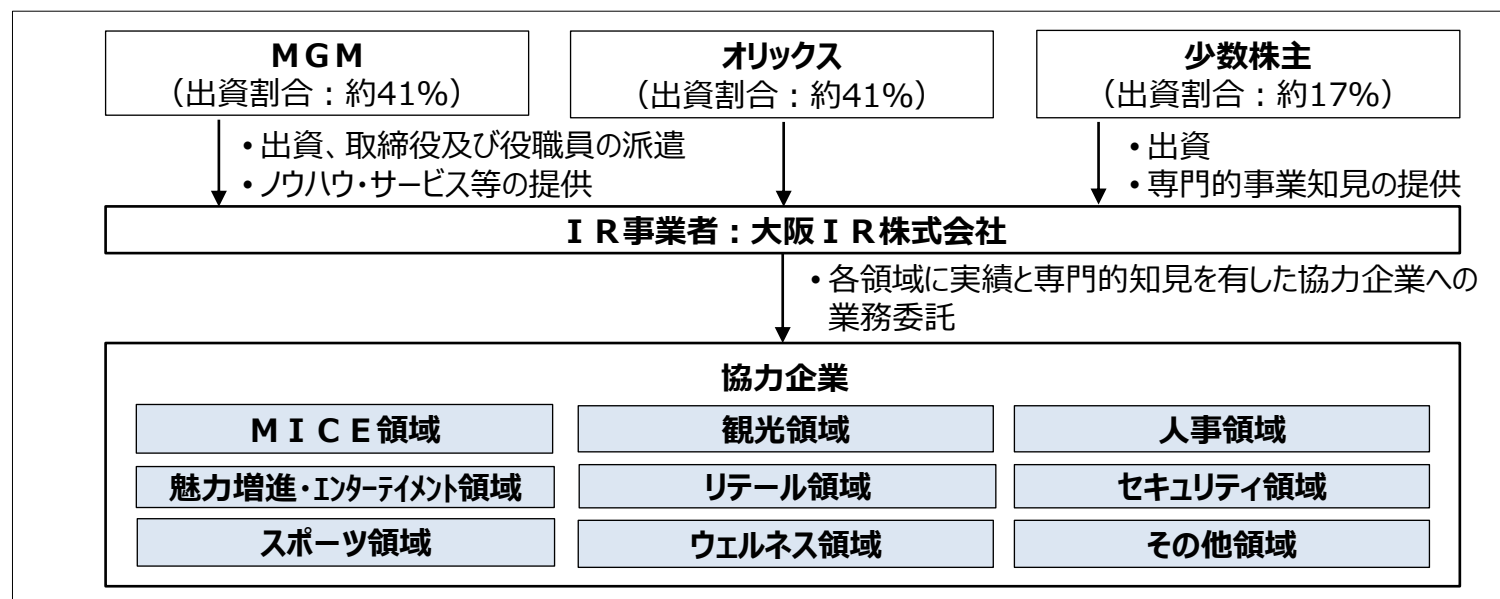 ＭＧＭ
（出資割合：約41%）
オリックス
（出資割合：約41%）
少数株主
（出資割合：約17%）
• 出資、取締役及び役職員の派遣
• ノウハウ・サービス等の提供
• 出資
• 専門的事業知見の提供
ＩＲ事業者：大阪ＩＲ株式会社
• 各領域に実績と専門的知見を有した協力企業への
業務委託
協力企業
ＭＩＣＥ領域
観光領域
人事領域
魅力増進・エンターテイメント領域
リテール領域
セキュリティ領域
スポーツ領域
ウェルネス領域
その他領域